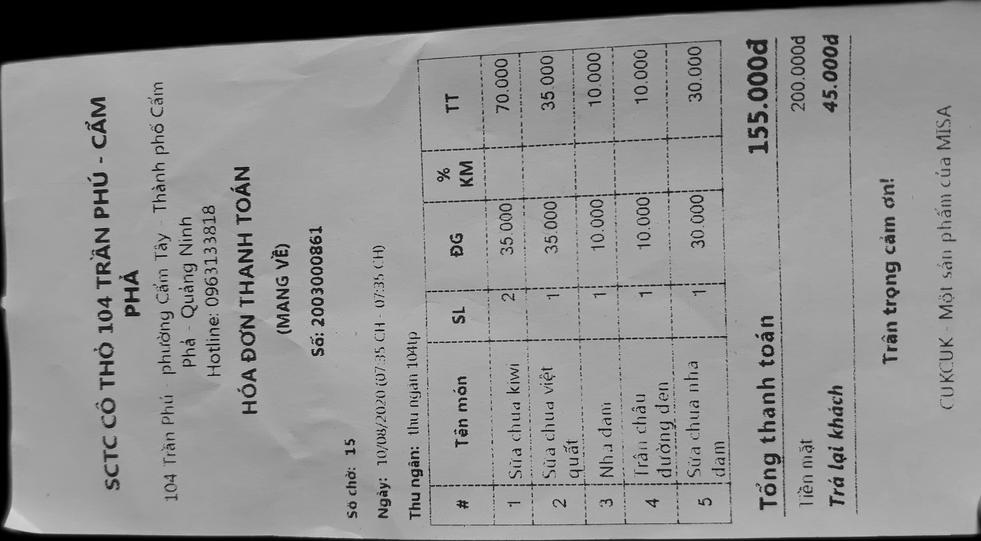 SCTC CÔ THỎ 104 TRẦN PHÚ - CẨM
PHẢ
104 Trần Phú - phường Cẩm Tây - Thành phố Cẩm
Phả - Quảng Ninh
Hotline: 0963133818
HÓA ĐƠN THANH TOÁN
(MANG VỀ)
Số: 2003000861
Số chờ: 15
Ngày: 10/08/2020 (07:35 CH - 07:35 CH)
Thu ngân: thu ngan 104tp
# Tên món SL ĐG % KM TT
1 Sữa chua kiwi 2 35.000 70.000
2 Sữa chua việt 1 35.000 35.000
quất
3 Nha đam 1 10.000 10.000
4 Trân châu 1 10.000 10.000
đường đen
5 Sữa chua nha 1 30.000 30.000
đam
Tổng thanh toán 155.000đ
Tiền mặt 200.000đ
Trả lại khách 45.000đ
Trân trọng cảm ơn!
CUKCUK - Một sản phẩm của MISA